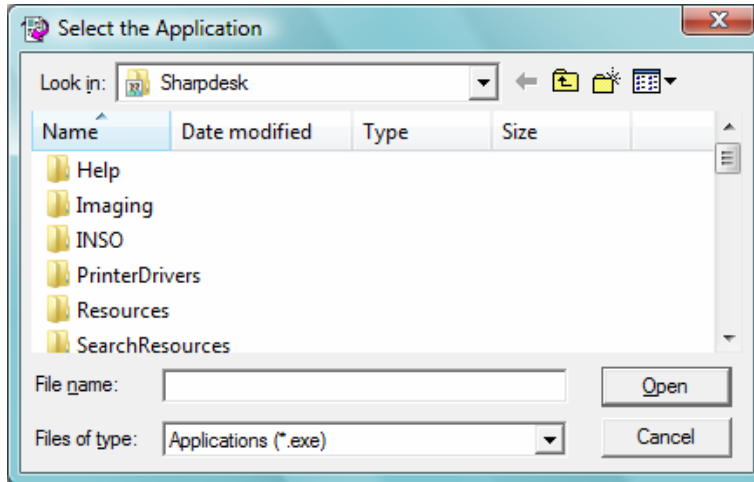 Select the Application
Look in: Sharpdesk
Name Date modified Type Size
Help
Imaging
INSO
PrinterDrivers
Resources
SearchResources
File name: Open
Files of type: Applications (*.exe) Cancel